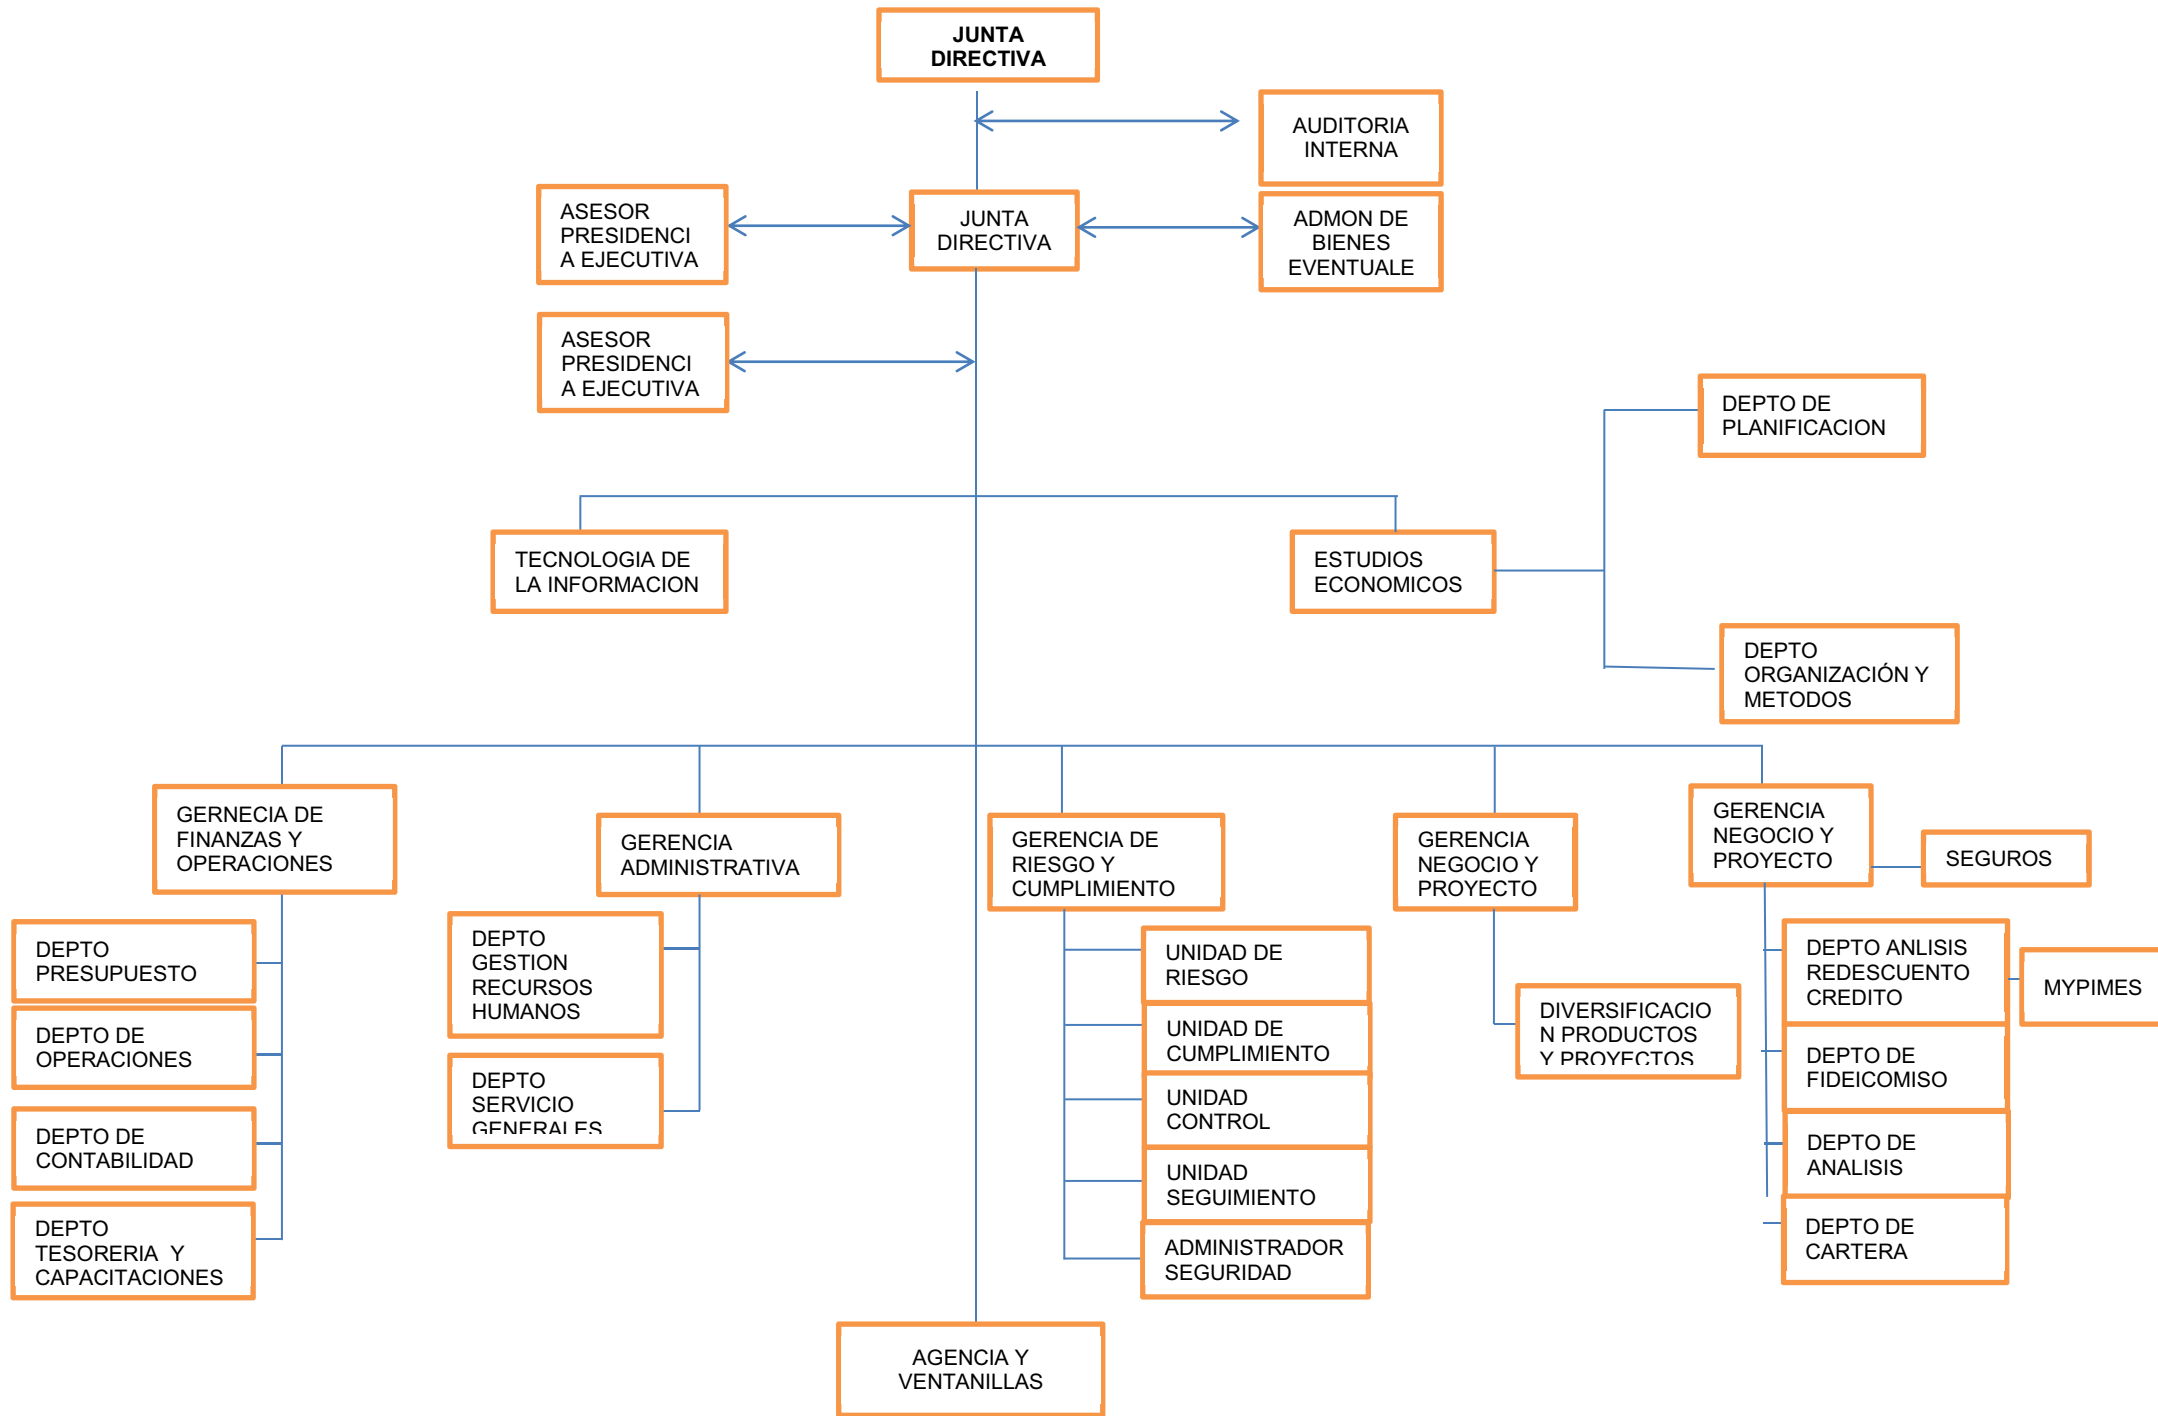 JUNTA
DIRECTIVA
AUDITORIA
INTERNA
ASESOR
PRESIDENCI
A EJECUTIVA
JUNTA
DIRECTIVA
ADMON DE
BIENES
EVENTUALE
ASESOR
PRESIDENCI
A EJECUTIVA
DEPTO DE
PLANIFICACION
TECNOLOGIA DE
LA INFORMACION
ESTUDIOS
ECONOMICOS
DEPTO
ORGANIZACIÓN Y
METODOS
GERNECIA DE
FINANZAS Y
OPERACIONES
GERENCIA
ADMINISTRATIVA
GERENCIA DE
RIESGO Y
CUMPLIMIENTO
GERENCIA
NEGOCIO Y
PROYECTO
GERENCIA
NEGOCIO Y
PROYECTO
SEGUROS
DEPTO
PRESUPUESTO
DEPTO DE
OPERACIONES
DEPTO DE
CONTABILIDAD
DEPTO
TESORERIA Y
CAPACITACIONES
DEPTO
GESTION
RECURSOS
HUMANOS
DEPTO
SERVICIO
GENERALES
UNIDAD DE
RIESGO
UNIDAD DE
CUMPLIMIENTO
UNIDAD
CONTROL
UNIDAD
SEGUIMIENTO
ADMINISTRADOR
SEGURIDAD
DIVERSIFICACIO
N PRODUCTOS
Y PROYECTOS
DEPTO ANLISIS
REDESCUENTO
CREDITO
MYPIMES
DEPTO DE
FIDEICOMISO
DEPTO DE
ANALISIS
DEPTO DE
CARTERA
AGENCIA Y
VENTANILLAS